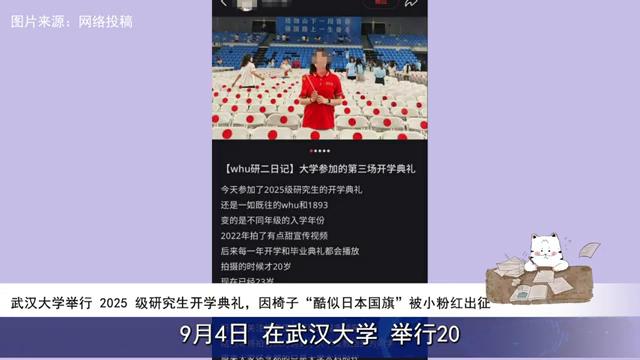 图片来源：网络投稿
【whu研二日记】大学参加的第三场开学典礼
今天参加了2025级研究生的开学典礼
还是一如既往的whu和1893
变的是不同年级的入学年份
2022年拍了有点甜宣传视频
后来每一年开学和毕业典礼都会播放
拍摄的时候才20岁
现在已经23岁
武汉大学举行 2025 级研究生开学典礼，因椅子“酷似日本国旗”被小粉红出征
9月4日 在武汉大学 举行20